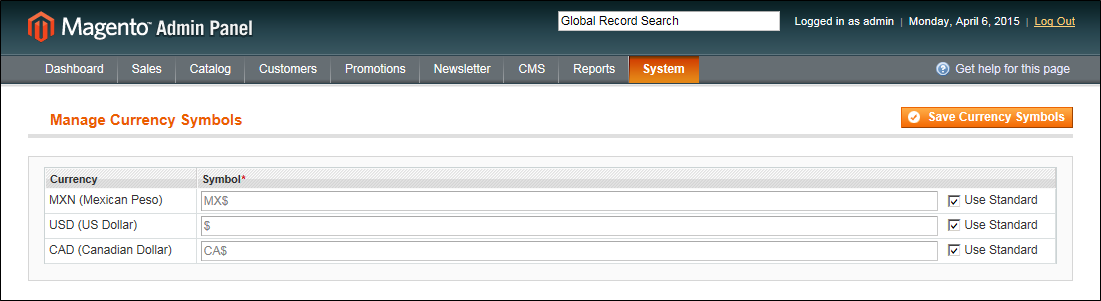 Magento™ Admin Panel
Global Record Search
Logged in as admin | Monday, April 6, 2015 | Log Out
Dashboard Sales Catalog Customers Promotions Newsletter CMS Reports System
Get help for this page
Manage Currency Symbols
Save Currency Symbols
Currency Symbol*
MXN (Mexican Peso) MX$ Use Standard
USD (US Dollar) $ Use Standard
CAD (Canadian Dollar) CA$ Use Standard